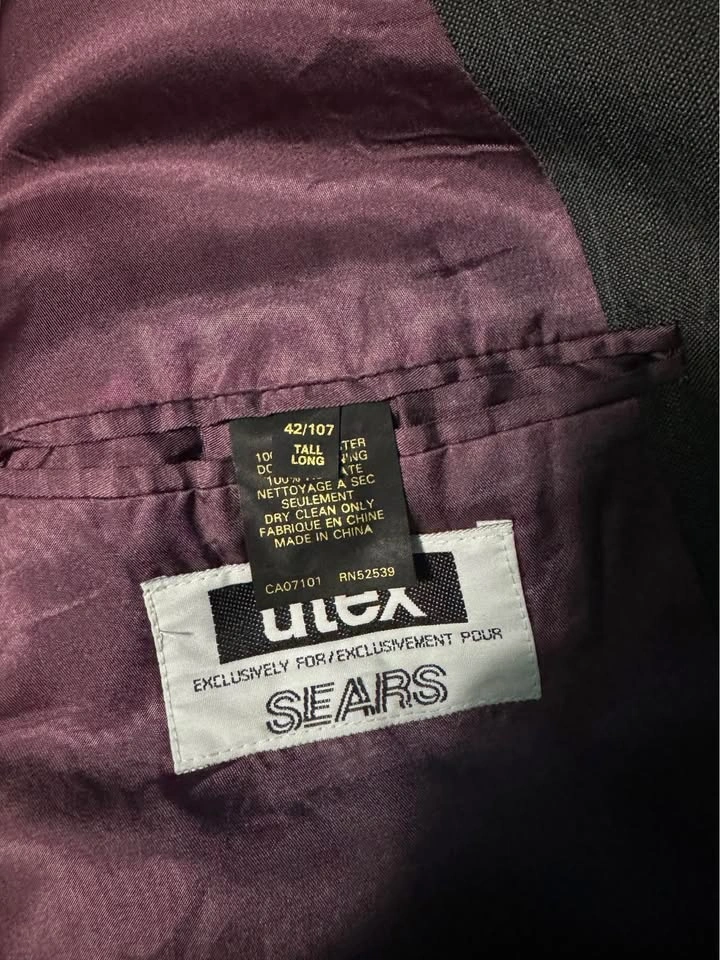 42/107
TALL
LONG
NETTOYAGE À SEC
SEULEMENT
DRY CLEAN ONLY
FABRIQUE EN CHINE
MADE IN CHINA
CA07101 RN52539
utex
EXCLUSIVELY FOR/EXCLUSIVEMENT POUR
SEARS